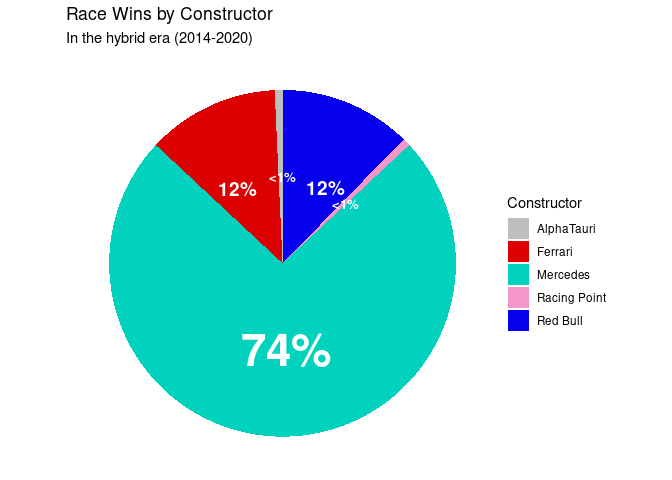 Race Wins by Constructor
In the hybrid era (2014-2020)
<1%
12%
12%
<1%
74%
Constructor
AlphaTauri
Ferrari
Mercedes
Racing Point
Red Bull